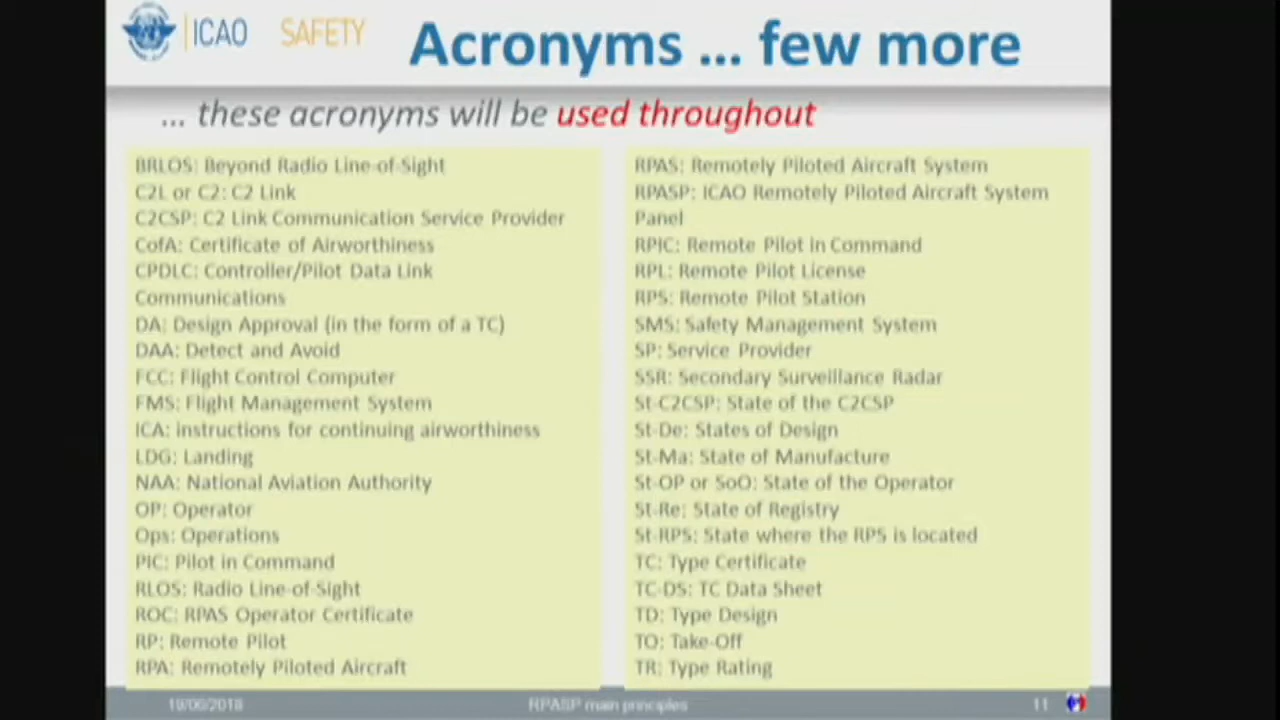 ICAO SAFETY
Acronyms ... few more
... these acronyms will be used throughout
BRLOS: Beyond Radio Line-of-Sight
C2L or C2: C2 Link
C2CSP: C2 Link Communication Service Provider
CofA: Certificate of Airworthiness
CPDLC: Controller/Pilot Data Link
Communications
DA: Design Approval (in the form of a TC)
DAA: Detect and Avoid
FCC: Flight Control Computer
FMS: Flight Management System
ICA: instructions for continuing airworthiness
LDG: Landing
NAA: National Aviation Authority
OP: Operator
Ops: Operations
PIC: Pilot in Command
RLOS: Radio Line-of-Sight
ROC: RPAS Operator Certificate
RP: Remote Pilot
RPA: Remotely Piloted Aircraft
RPAS: Remotely Piloted Aircraft System
RPASP: ICAO Remotely Piloted Aircraft System
Panel
RPIC: Remote Pilot in Command
RPL: Remote Pilot License
RPS: Remote Pilot Station
SMS: Safety Management System
SP: Service Provider
SSR: Secondary Surveillance Radar
St-C2CSP: State of the C2CSP
St-De: States of Design
St-Ma: State of Manufacture
St-OP or SoO: State of the Operator
St-Re: State of Registry
St-RPS: State where the RPS is located
TC: Type Certificate
TC-DS: TC Data Sheet
TD: Type Design
TO: Take-Off
TR: Type Rating
19/06/2018
RPASP main principles
11